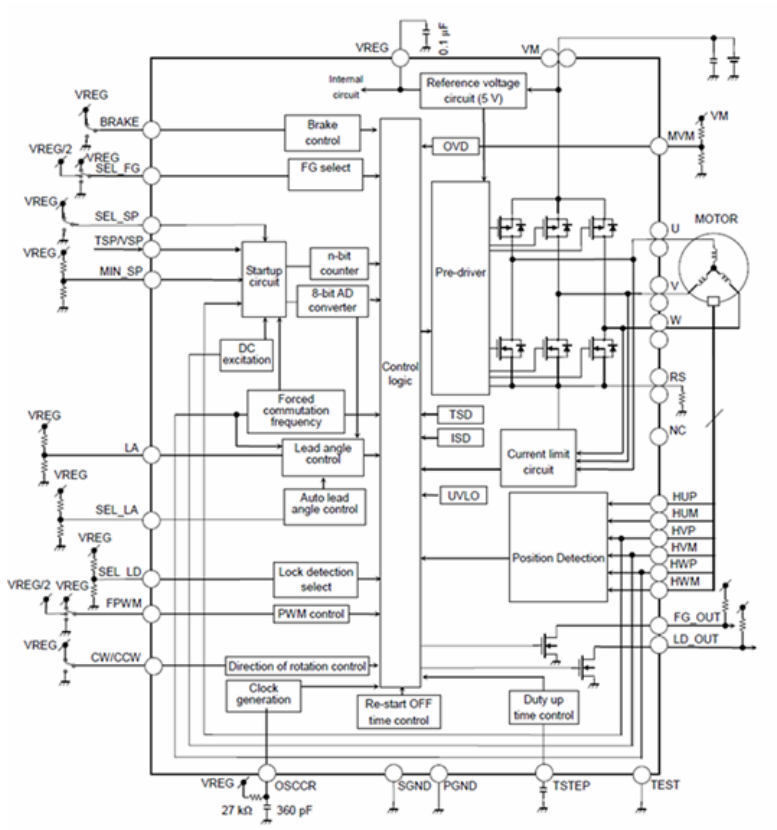 VREG
0.1 µF
VM
Internal
circuit
Reference voltage
circuit (5 V)
VREG
BRAKE
Brake
control
VM
MVM
OVD
VREG/2
VREG
SEL_FG
FG select
VREG
SEL_SP
TSP/VSP
VREG
MIN_SP
Startup
circuit
n-bit
counter
8-bit AD
converter
Pre-driver
U
MOTOR
V
W
DC
excitation
Control
logic
RS
Forced
commutation
frequency
TSD
NC
VREG
LA
Lead angle
control
ISD
Current limit
circuit
VREG
SEL_LA
Auto lead
angle control
UVLO
HUP
HUM
HVP
HVM
HWP
HWM
Position Detection
VREG
SEL_LD
Lock detection
select
VREG/2
VREG
FPWM
PWM control
FG_OUT
LD_OUT
VREG
CW/CCW
Direction of rotation control
Clock
generation
Re-start OFF
time control
Duty up
time control
VREG
OSCCR
SGND
PGND
TSTEP
TEST
27 kΩ
360 pF